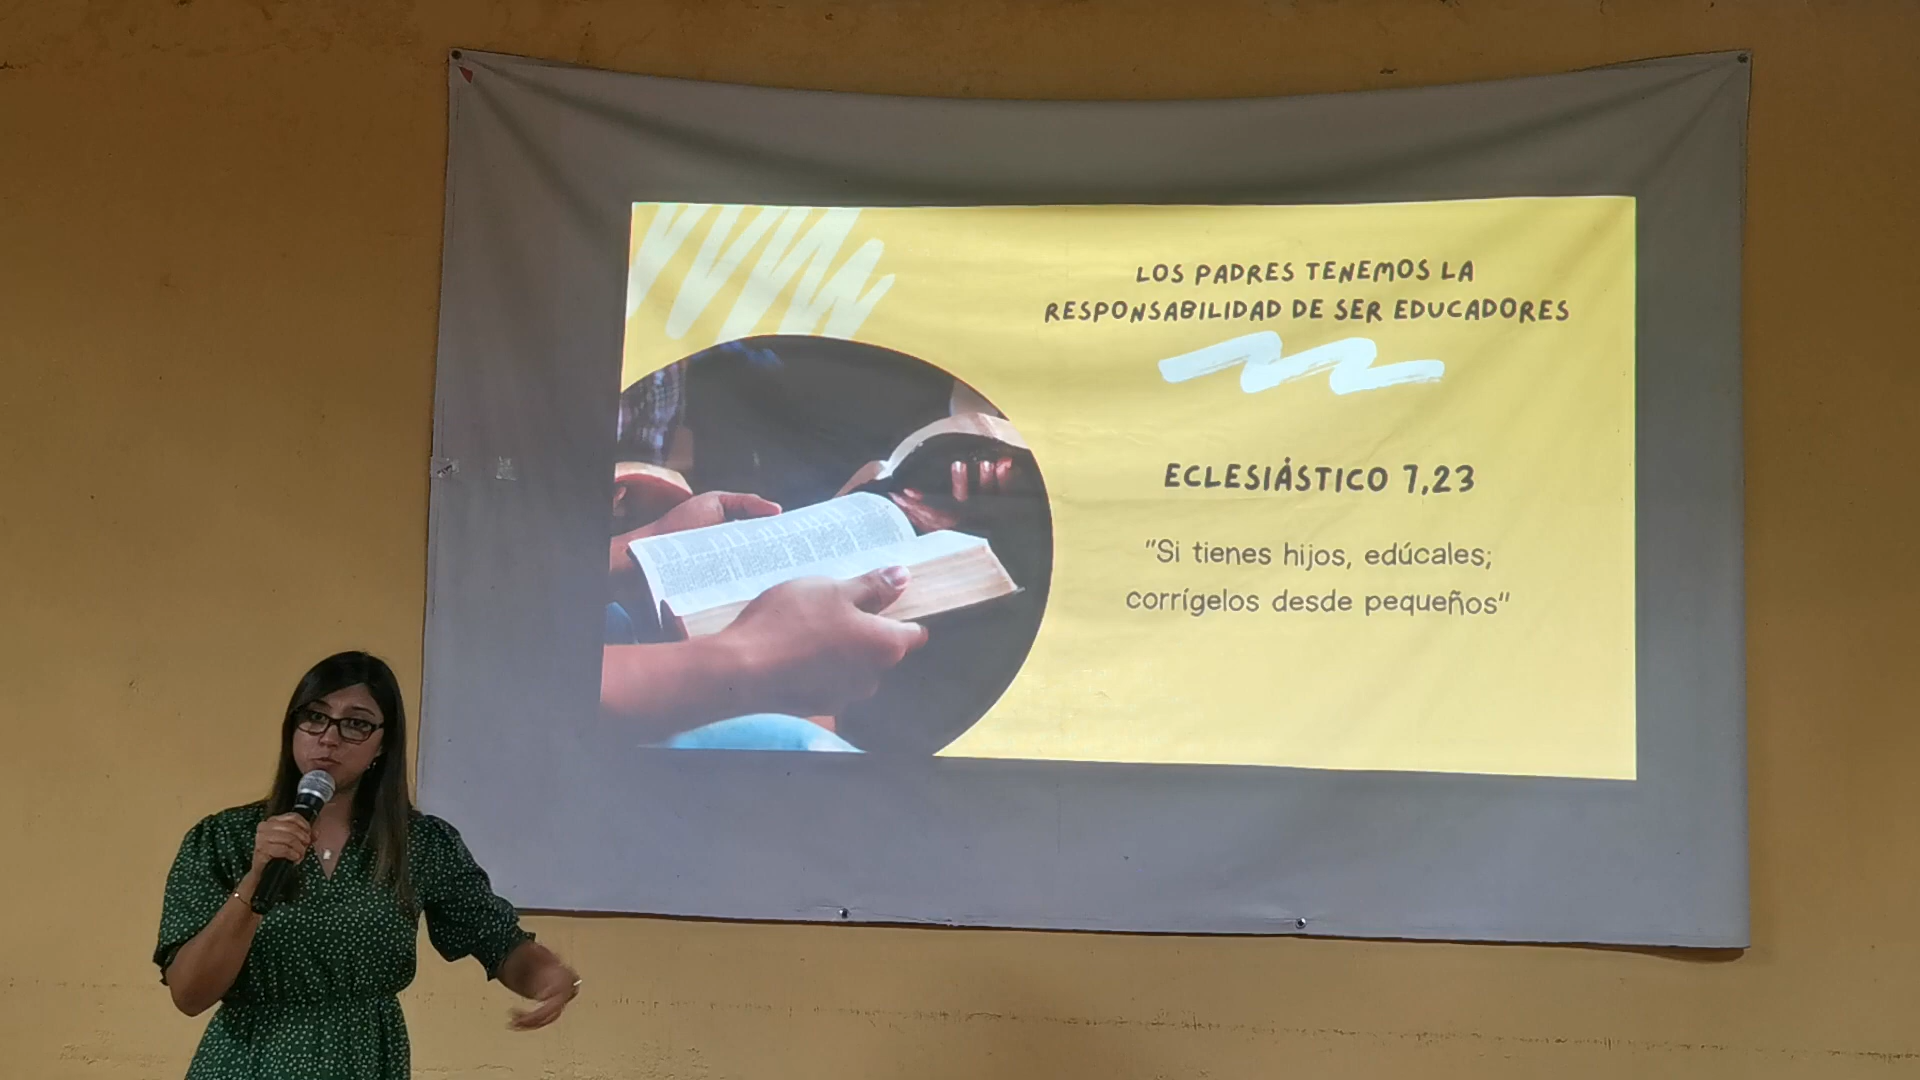 LOS PADRES TENEMOS LA
RESPONSABILIDAD DE SER EDUCADORES
ECLESIÁSTICO 7,23
"Si tienes hijos, edúcales;
corrígelos desde pequeños"